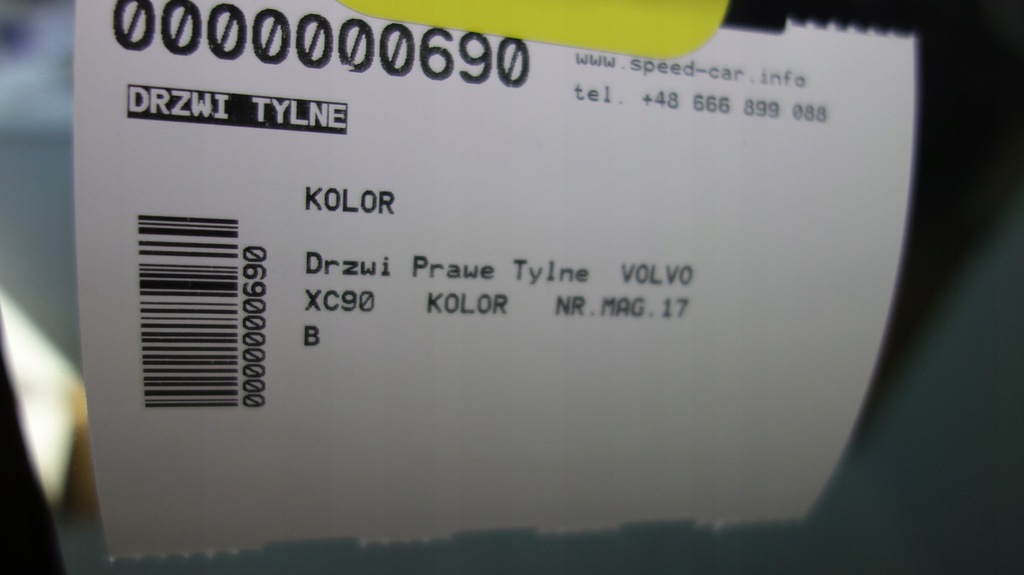 0000000690
www.speed-car.info
tel. +48 666 899 088
DRZWI TYLNE
KOLOR
Drzwi Prawe Tylne VOLVO
XC90 KOLOR NR.MAG.17
B
0000000690